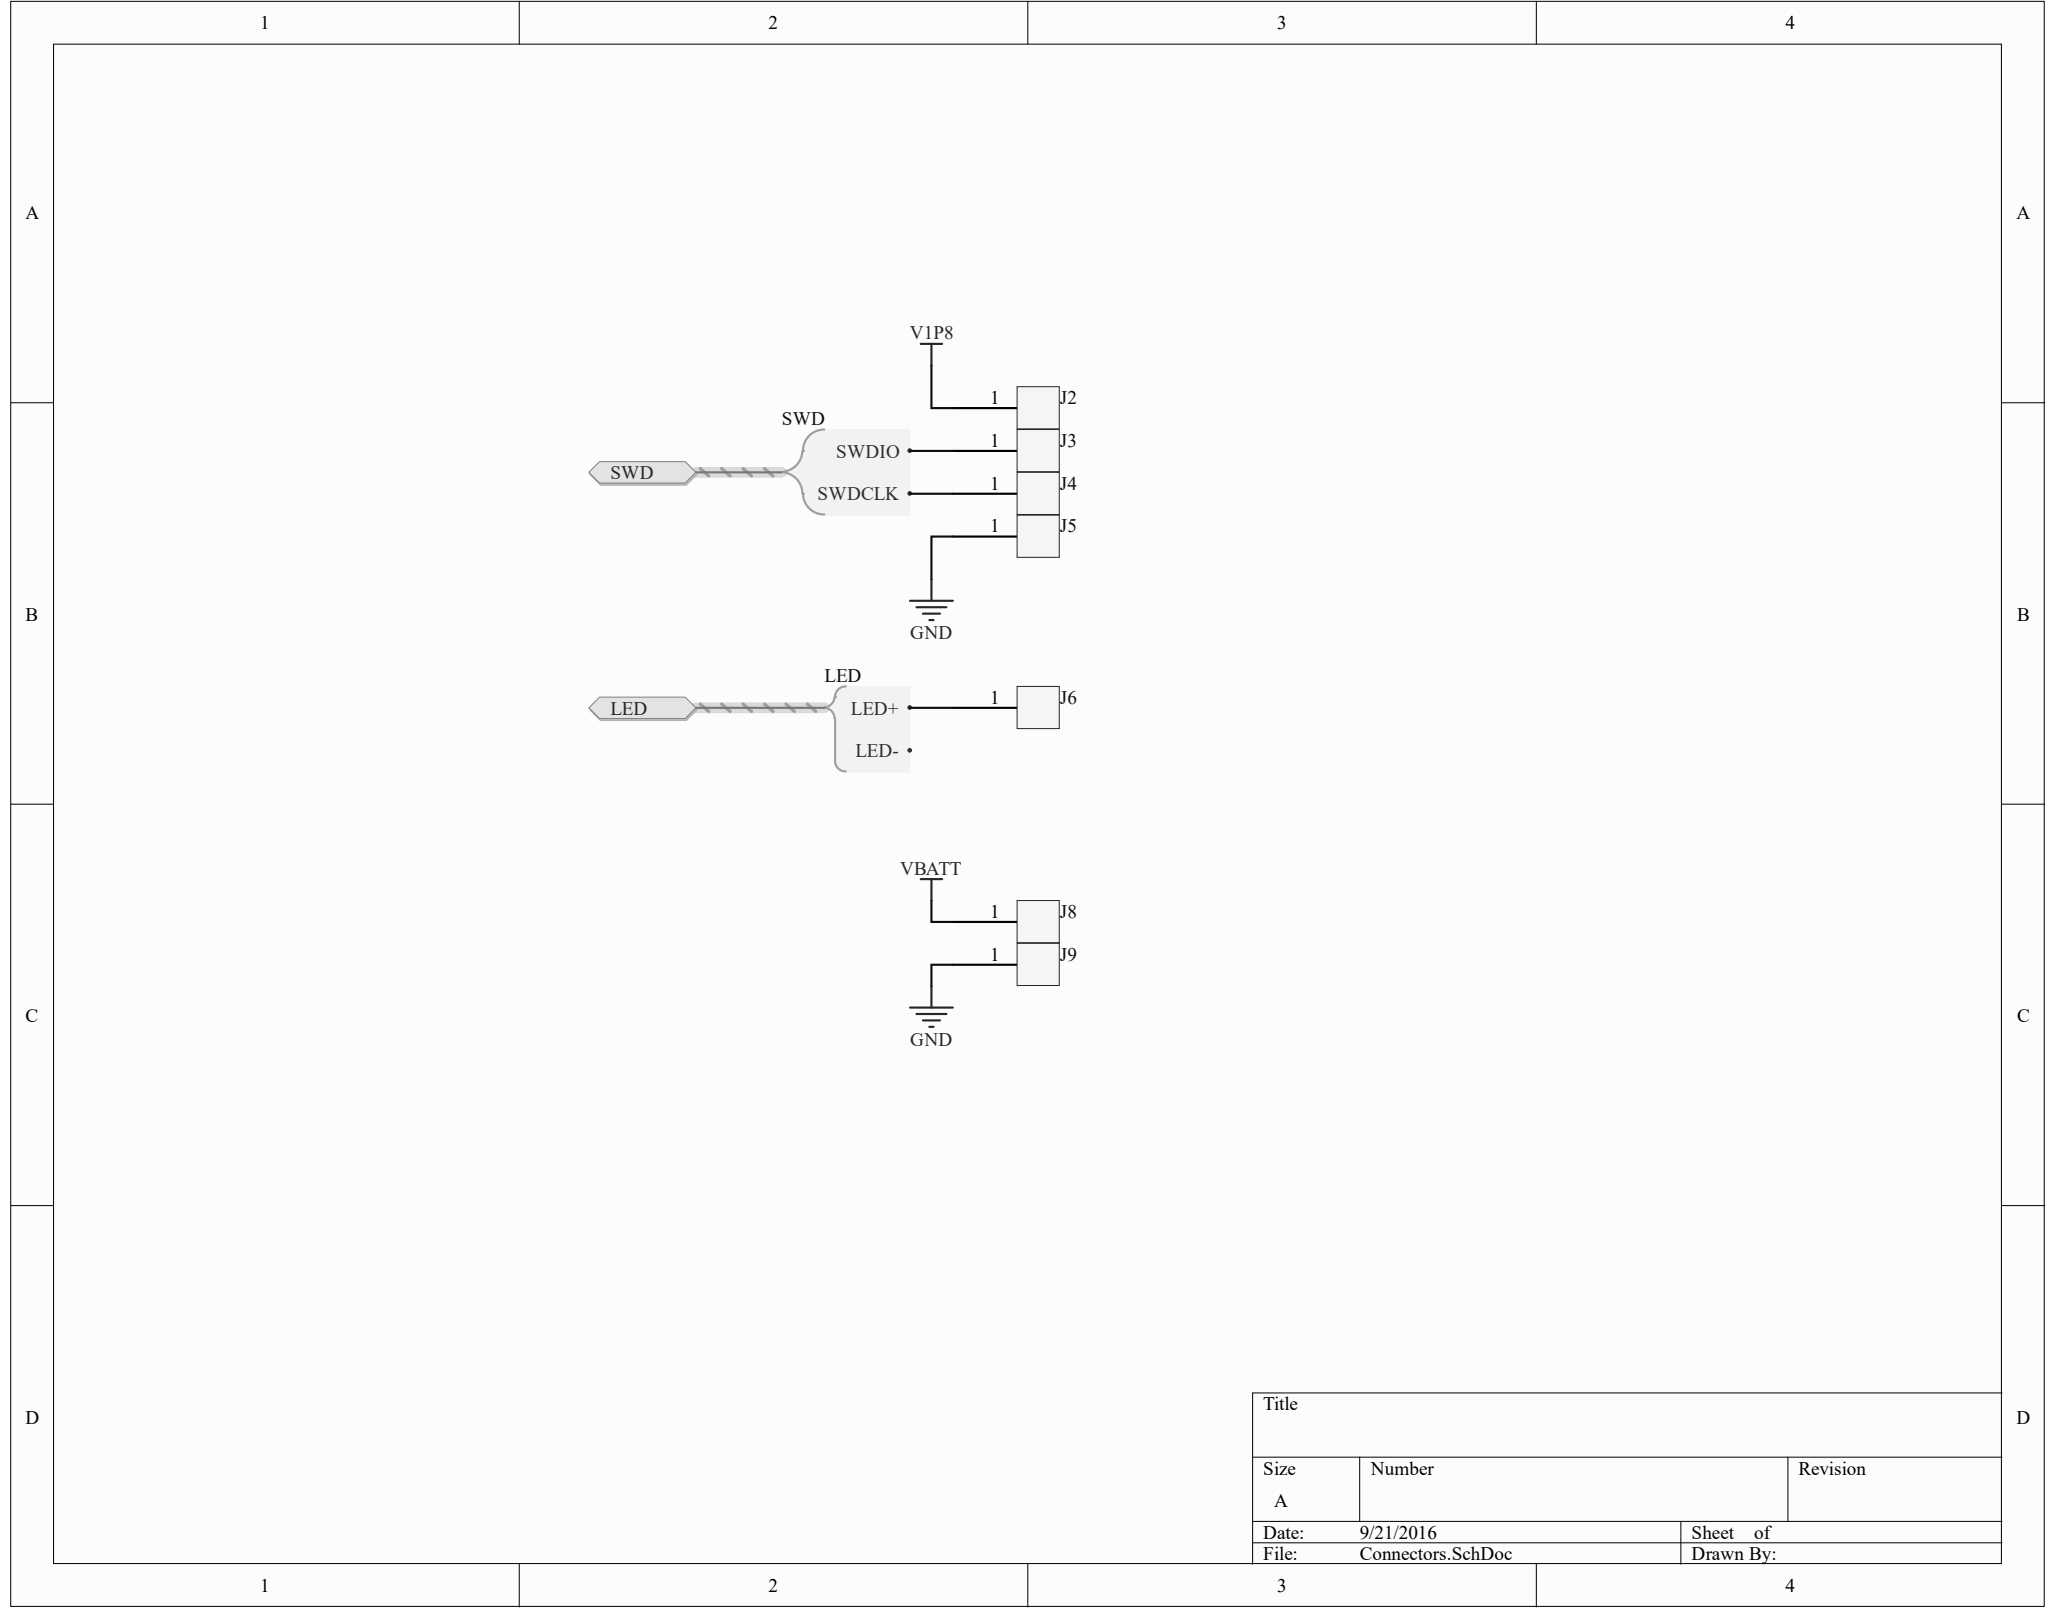 1 2 3 4
A A
V1P8
1 J2
SWD
SWDIO 1 J3
SWD
SWDCLK 1 J4
1 J5
B B
GND
LED
LED LED+ 1 J6
LED-
VBATT
1 J8
1 J9
C C
GND
Title
D D
Size Number Revision
A
Date: 9/21/2016 Sheet of
File: Connectors.SchDoc Drawn By:
1 2 3 4